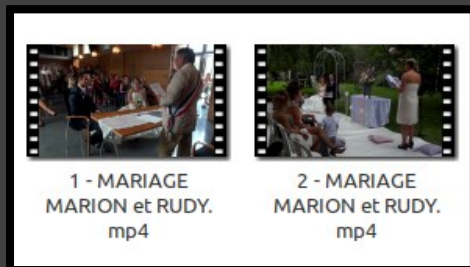 1 - MARIAGE
MARION et RUDY.
mp4
2 - MARIAGE
MARION et RUDY.
mp4